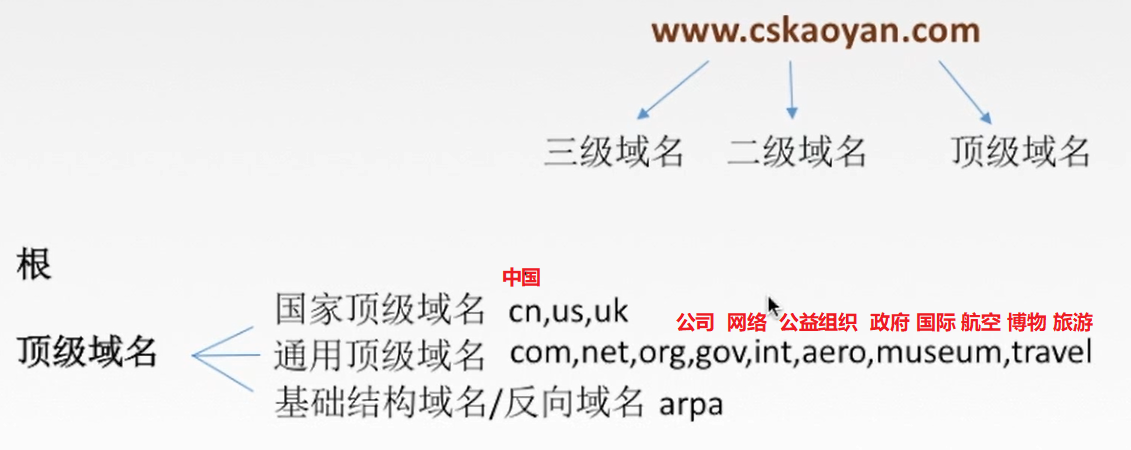 www.cskaoyan.com
三级域名 二级域名 顶级域名
根
中国
国家顶级域名 cn,us,uk
公司 网络 公益组织 政府 国际 航空 博物 旅游
顶级域名 通用顶级域名 com,net,org,gov,int,aero,museum,travel
基础结构域名/反向域名 arpa